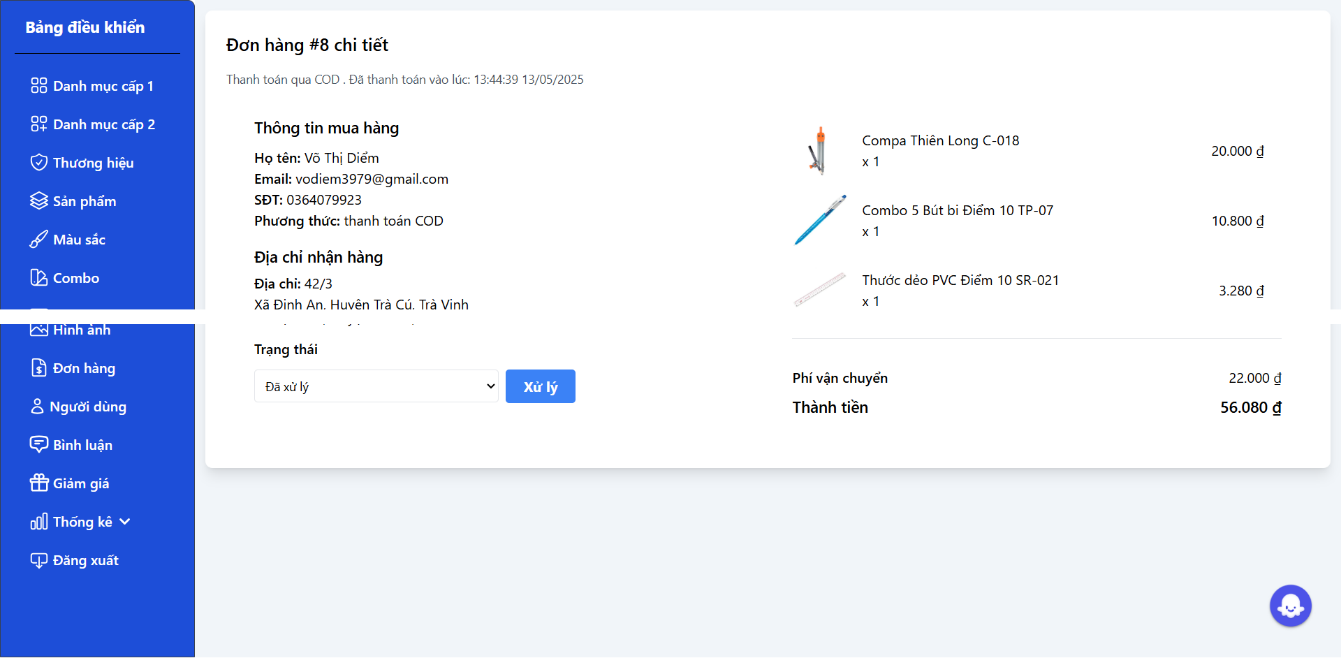 Bảng điều khiển
Danh mục cấp 1
Danh mục cấp 2
Thương hiệu
Sản phẩm
Màu sắc
Combo
Hình ảnh
Đơn hàng
Người dùng
Bình luận
Giảm giá
Thống kê
Đăng xuất
Đơn hàng #8 chi tiết
Thanh toán qua COD . Đã thanh toán vào lúc: 13:44:39 13/05/2025
Thông tin mua hàng
Họ tên: Võ Thị Diểm
Email: vodiem3979@gmail.com
SĐT: 0364079923
Phương thức: thanh toán COD
Địa chỉ nhận hàng
Địa chỉ: 42/3
Xã Định An, Huyện Trà Cú, Trà Vinh
Trạng thái
Đã xử lý
Xử lý
Compa Thiên Long C-018
x 1
20.000 ₫
Combo 5 Bút bi Điểm 10 TP-07
x 1
10.800 ₫
Thước dẻo PVC Điểm 10 SR-021
x 1
3.280 ₫
Phí vận chuyển 22.000 ₫
Thành tiền 56.080 ₫